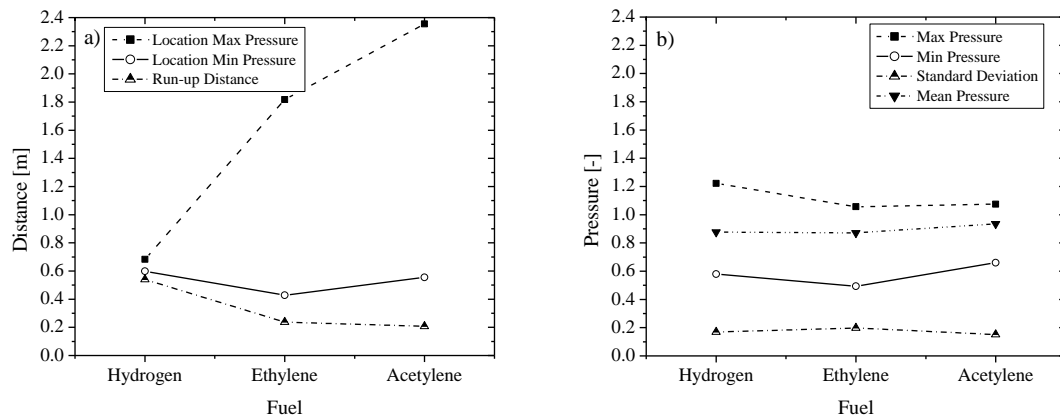 a)
Location Max Pressure
Location Min Pressure
Run-up Distance
2.4
2.2
2.0
1.8
1.6
1.4
1.2
1.0
0.8
0.6
0.4
0.2
0.0
Distance [m]
Hydrogen Ethylene Acetylene
Fuel
b)
Max Pressure
Min Pressure
Standard Deviation
Mean Pressure
2.4
2.2
2.0
1.8
1.6
1.4
1.2
1.0
0.8
0.6
0.4
0.2
0.0
Pressure [-]
Hydrogen Ethylene Acetylene
Fuel